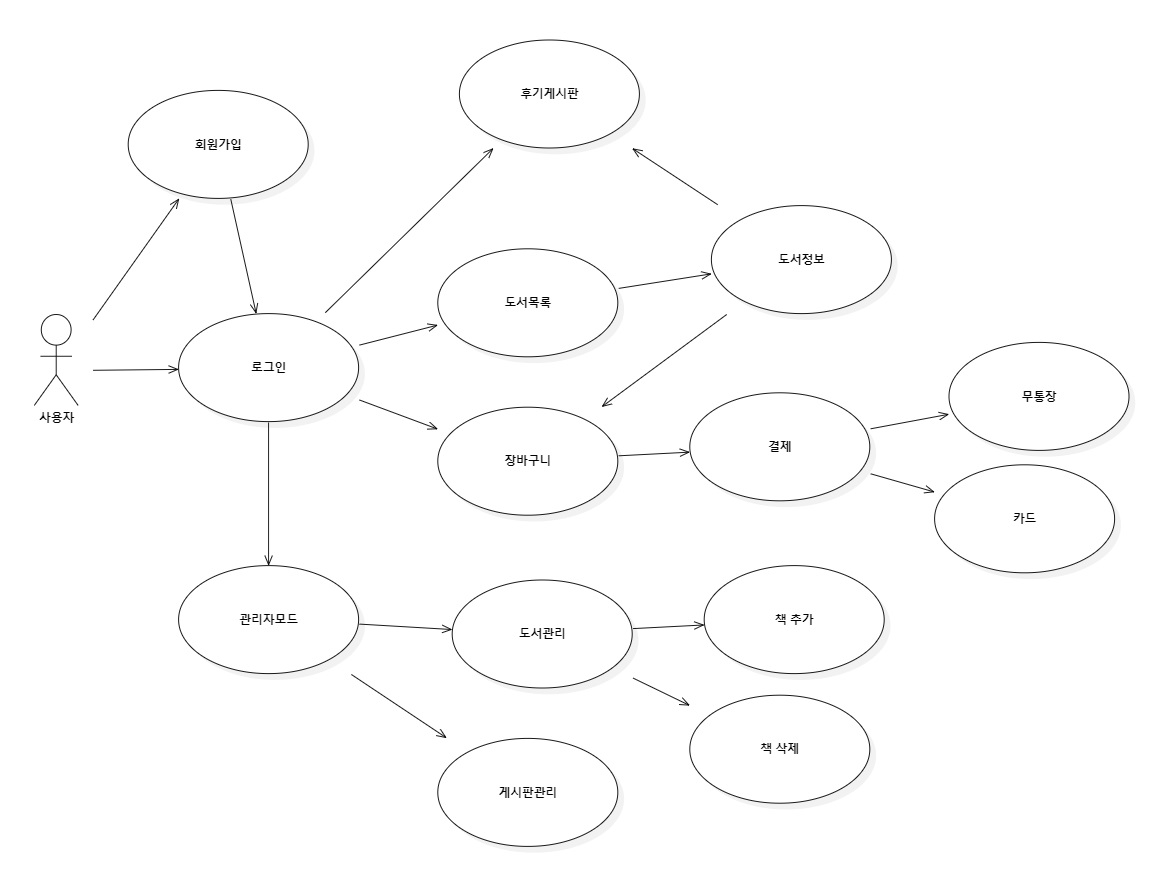 후기게시판
회원가입
도서정보
도서목록
로그인
사용자
무통장
장바구니
결제
카드
관리자모드
도서관리
책 추가
책 삭제
게시판관리